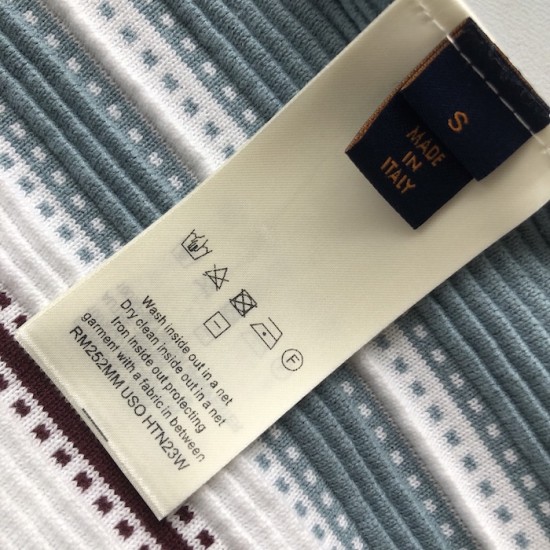 S
MADE
IN
ITALY
F
Wash inside out in a net
Dry clean inside out in a net
Iron inside out protecting
garment with a fabric in between
RM252MM USO HTN23W